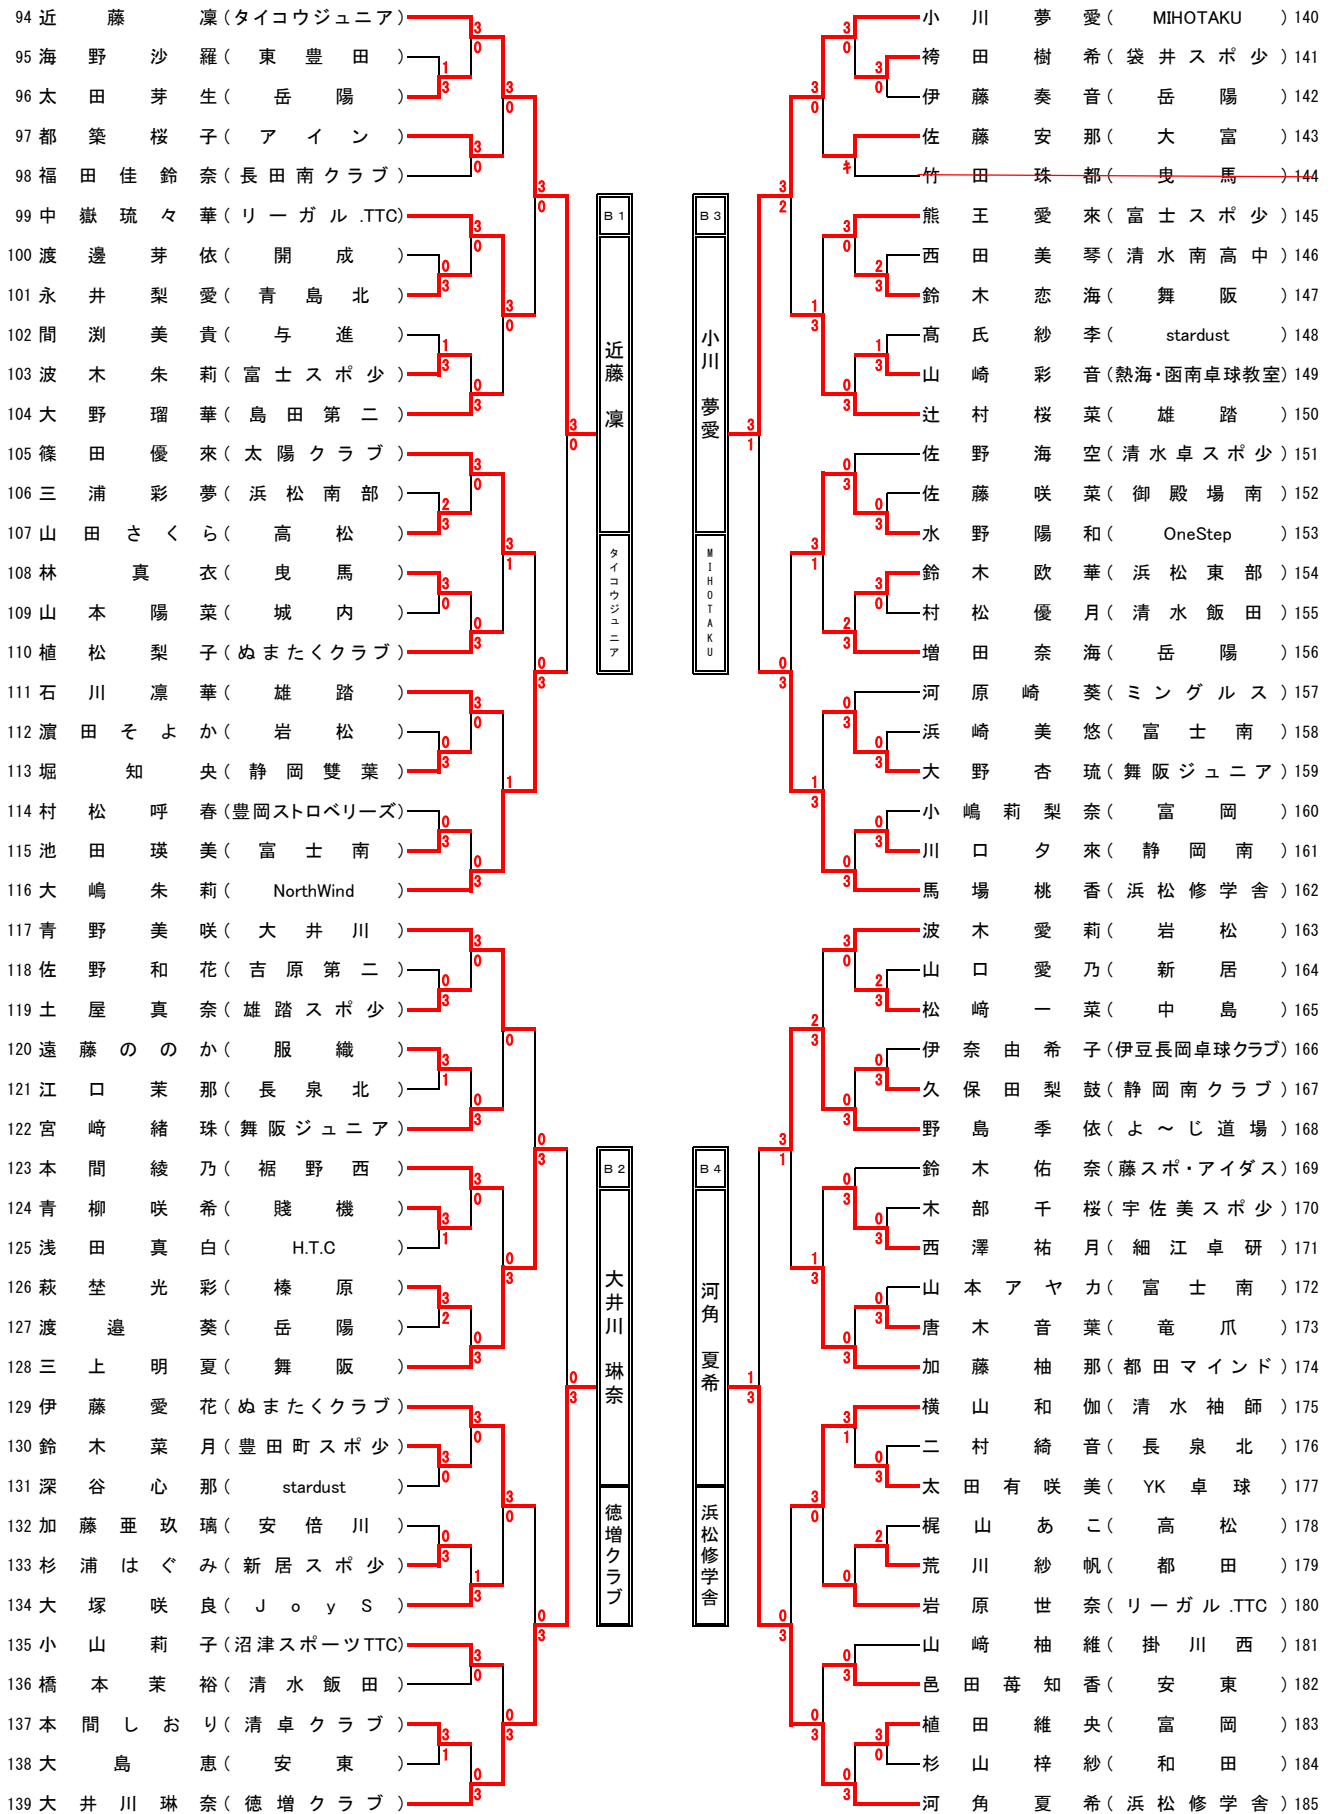 94 近藤 凜 (タイコウジュニア)
95 海野 沙羅 (東豊田)
96 太田 芽生 (岳陽)
97 都築 桜子 (アイン)
98 福田 佳鈴奈 (長田南クラブ)
99 中嶽 琉々華 (リーガル.TTC)
100 渡邊 芽依 (開成)
101 永井 梨愛 (青島北)
102 間渕 美貴 (与進)
103 波木 朱莉 (富士スポ少)
104 大野 瑠華 (島田第二)
105 篠田 優來 (太陽クラブ)
106 三浦 彩夢 (浜松南部)
107 山田 さくら (高松)
108 林 真衣 (曳馬)
109 山本 陽菜 (城内)
110 植松 梨子 (ぬまたくクラブ)
111 石川 凛華 (雄踏)
112 濵田 そよか (岩松)
113 堀 知央 (静岡雙葉)
114 村松 呼春 (豊岡ストロベリーズ)
115 池田 瑛美 (富士南)
116 大嶋 朱莉 (NorthWind)
117 青野 美咲 (大井川)
118 佐野 和花 (吉原第二)
119 土屋 真奈 (雄踏スポ少)
120 遠藤 ののか (服織)
121 江口 茉那 (長泉北)
122 宮﨑 緒珠 (舞阪ジュニア)
123 本間 綾乃 (裾野西)
124 青柳 咲希 (賤機)
125 浅田 真白 (H.T.C)
126 萩埜 光彩 (榛原)
127 渡邉 葵 (岳陽)
128 三上 明夏 (舞阪)
129 伊藤 愛花 (ぬまたくクラブ)
130 鈴木 菜月 (豊田町スポ少)
131 深谷 心那 (stardust)
132 加藤 亜玖璃 (安倍川)
133 杉浦 はぐみ (新居スポ少)
134 大塚 咲良 (JoyS)
135 小山 莉子 (沼津スポーツTTC)
136 橋本 茉裕 (清水飯田)
137 本間 しおり (清卓クラブ)
138 大島 恵 (安東)
139 大井川 琳奈 (徳増クラブ)
B1
近藤 凜
タイコウジュニア
B2
大井川 琳奈
徳増クラブ
B3
小川 夢愛
MIHOTAKU
B4
河角 夏希
浜松修学舎
小川 夢愛 (MIHOTAKU) 140
袴田 樹希 (袋井スポ少) 141
伊藤 奏音 (岳陽) 142
佐藤 安那 (大富) 143
竹田 珠都 (曳馬) 144
熊王 愛來 (富士スポ少) 145
西田 美琴 (清水南高中) 146
鈴木 恋海 (舞阪) 147
髙氏 紗李 (stardust) 148
山崎 彩音 (熱海・函南卓球教室) 149
辻村 桜菜 (雄踏) 150
佐野 海空 (清水卓スポ少) 151
佐藤 咲菜 (御殿場南) 152
水野 陽和 (OneStep) 153
鈴木 欧華 (浜松東部) 154
村松 優月 (清水飯田) 155
増田 奈海 (岳陽) 156
河原崎 葵 (ミングルス) 157
浜崎 美悠 (富士南) 158
大野 杏琉 (舞阪ジュニア) 159
小嶋 莉梨奈 (富岡) 160
川口 夕來 (静岡南) 161
馬場 桃香 (浜松修学舎) 162
波木 愛莉 (岩松) 163
山口 愛乃 (新居) 164
松﨑 一菜 (中島) 165
伊奈 由希子 (伊豆長岡卓球クラブ) 166
久保田 梨鼓 (静岡南クラブ) 167
野島 季依 (よ～じ道場) 168
鈴木 佑奈 (藤スポ・アイダス) 169
木部 千桜 (宇佐美スポ少) 170
西澤 祐月 (細江卓研) 171
山本 アヤカ (富士南) 172
唐木 音葉 (竜爪) 173
加藤 柚那 (都田マインド) 174
横山 和伽 (清水袖師) 175
二村 綺音 (長泉北) 176
太田 有咲美 (YK卓球) 177
梶山 あこ (高松) 178
荒川 紗帆 (都田) 179
岩原 世奈 (リーガル.TTC) 180
山﨑 柚維 (掛川西) 181
邑田 苺知香 (安東) 182
植田 維央 (富岡) 183
杉山 梓紗 (和田) 184
河角 夏希 (浜松修学舎) 185